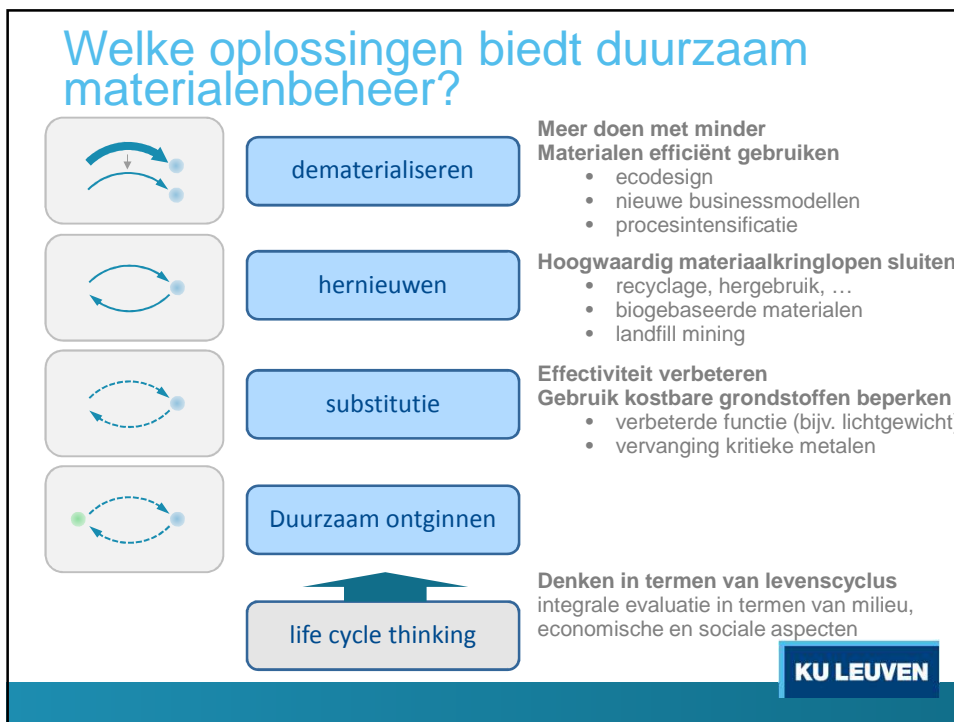 Welke oplossingen biedt duurzaam
materialenbeheer?
dematerialiseren
Meer doen met minder
Materialen efficiënt gebruiken
• ecodesign
• nieuwe businessmodellen
• procesintensificatie
hernieuwen
Hoogwaardig materiaalkringlopen sluiten
• recyclage, hergebruik, …
• biogebaseerde materialen
• landfill mining
substitutie
Effectiviteit verbeteren
Gebruik kostbare grondstoffen beperken
• verbeterde functie (bijv. lichtgewicht)
• vervanging kritieke metalen
Duurzaam ontginnen
life cycle thinking
Denken in termen van levenscyclus
integrale evaluatie in termen van milieu,
economische en sociale aspecten
KU LEUVEN